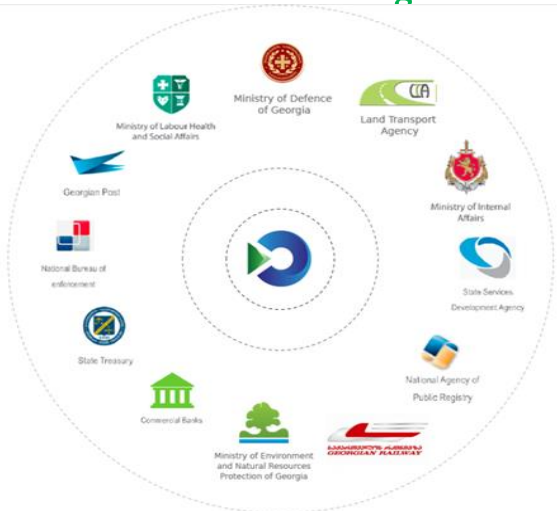 Ministry of Defence
of Georgia
CCA
Land Transport
Agency
Ministry of Labour Health
and Social Affairs
Ministry of Internal
Affairs
Georgian Post
National Bureau of
enforcement
State Services
Development Agency
State Treasury
National Agency of
Public Registry
Commercial Banks
Ministry of Environment
and Natural Resources
Protection of Georgia
GEORGIAN RAILWAY